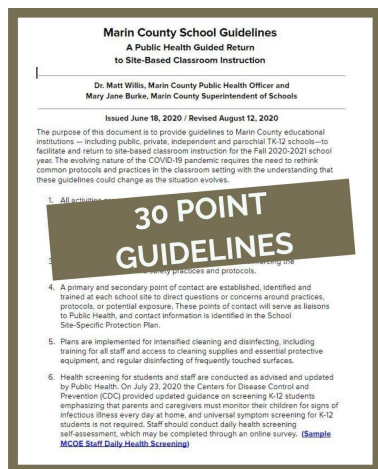 Marin County School Guidelines
A Public Health Guided Return
to Site-Based Classroom Instruction
Dr. Matt Willis, Marin County Public Health Officer and
Mary Jane Burke, Marin County Superintendent of Schools
Issued June 18, 2020 / Revised August 12, 2020
The purpose of this document is to provide guidelines to Marin County educational
institutions — including public, private, independent and parochial TK-12 schools—to
facilitate and return to site-based classroom instruction for the Fall 2020-2021 school
year. The evolving nature of the COVID-19 pandemic requires the need to rethink
common protocols and practices in the classroom setting with the understanding that
these guidelines could change as the situation evolves.
1. All
30 POINT
GUIDELINES
3.
the
safety practices and protocols.
4. A primary and secondary point of contact are established, identified and
trained at each school site to direct questions or concerns around practices,
protocols, or potential exposure. These points of contact will serve as liaisons
to Public Health, and contact information is identified in the School
Site-Specific Protection Plan.
5. Plans are implemented for intensified cleaning and disinfecting, including
training for all staff and access to cleaning supplies and essential protective
equipment, and regular disinfecting of frequently touched surfaces.
6. Health screening for students and staff are conducted as advised and updated
by Public Health. On July 23, 2020 the Centers for Disease Control and
Prevention (CDC) provided updated guidance on screening K-12 students
emphasizing that parents and caregivers must monitor their children for signs of
infectious illness every day at home, and universal symptom screening for K-12
students is not required. Staff should conduct daily health screening
self-assessment, which may be completed through an online survey. (Sample
MCOE Staff Daily Health Screening)